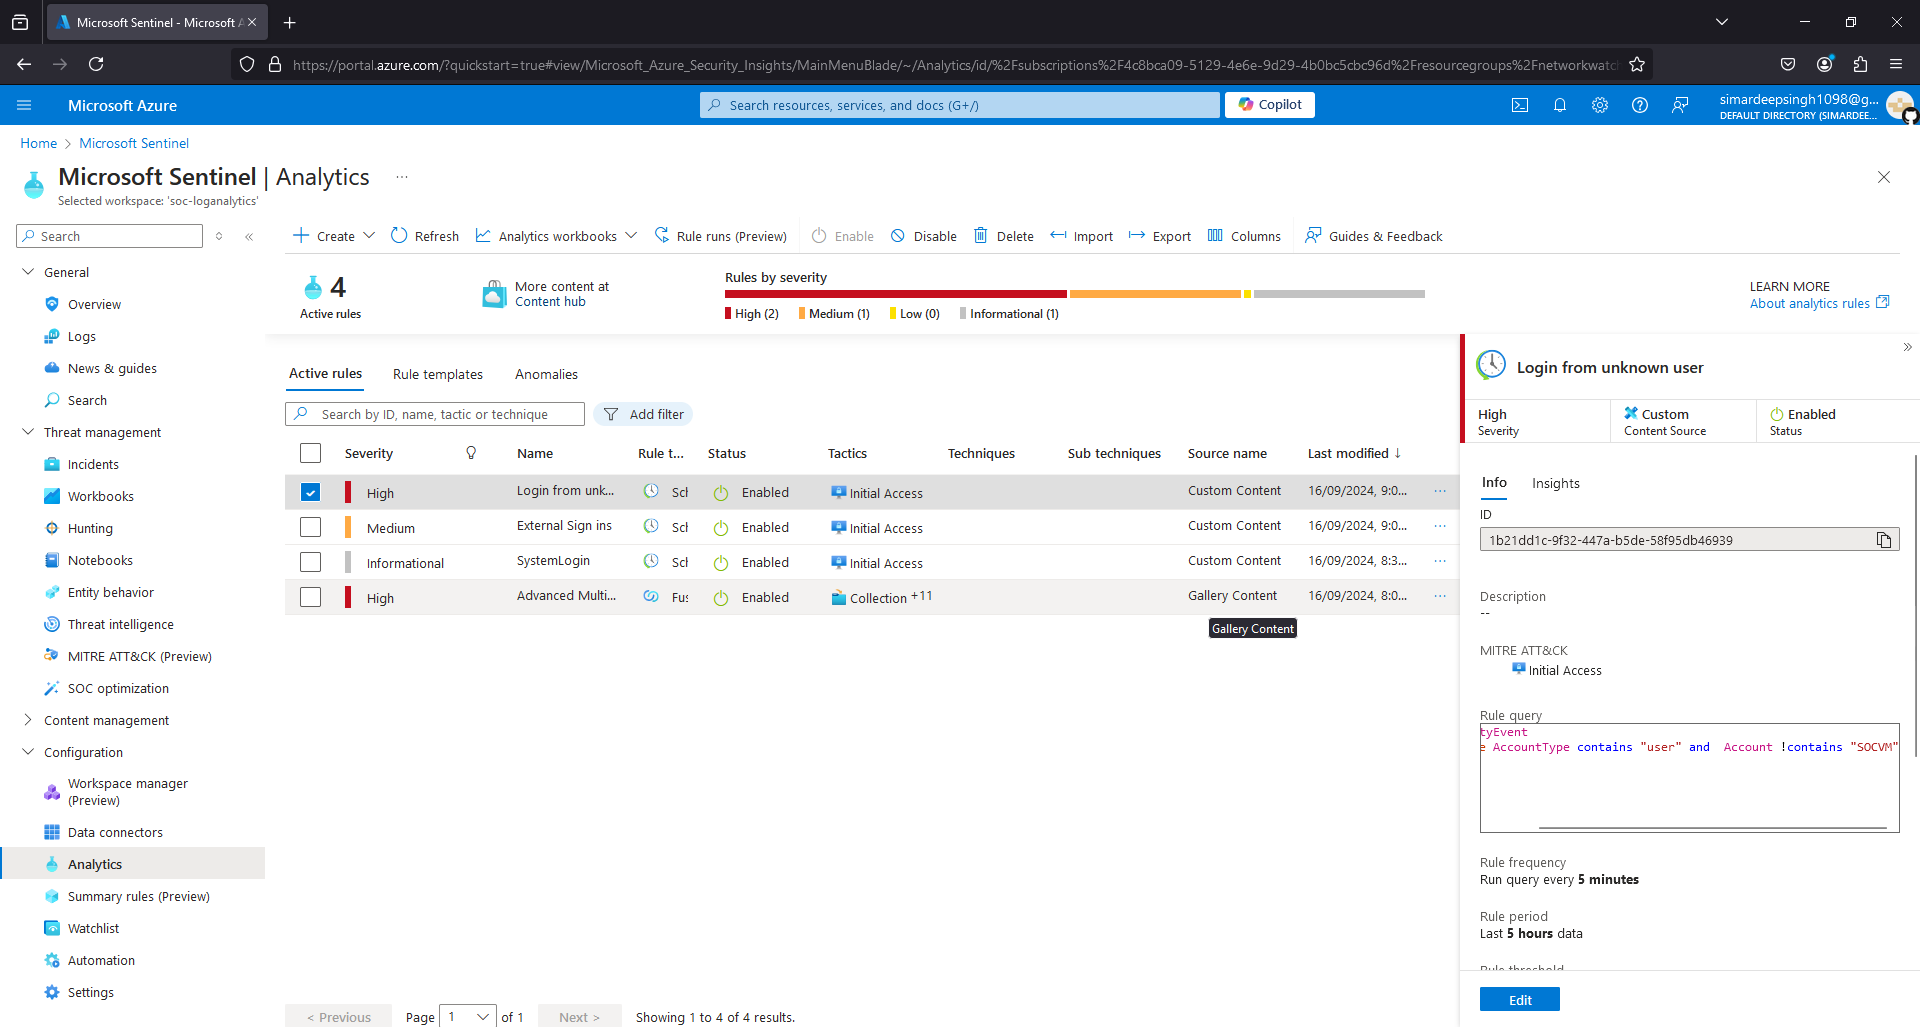 Microsoft Sentinel - Microsoft A
https://portal.azure.com/?quickstart=true#view/Microsoft_Azure_Security_Insights/MainMenuBlade/~/Analytics/id/%2Fsubscriptions%2F4c8bca09-5129-4e6e-9d29-4b0bc5cbc96d%2Fresourcegroups%2Fnetworkwatch
Microsoft Azure
Search resources, services, and docs (G+/)
Copilot
simardeepsingh1098@g...
DEFAULT DIRECTORY (SIMARDEE...
Home > Microsoft Sentinel
Microsoft Sentinel | Analytics ...
Selected workspace: 'soc-loganalytics'
Search
General
Overview
Logs
News & guides
Search
Threat management
Incidents
Workbooks
Hunting
Notebooks
Entity behavior
Threat intelligence
MITRE ATT&CK (Preview)
SOC optimization
Content management
Configuration
Workspace manager
(Preview)
Data connectors
Analytics
Summary rules (Preview)
Watchlist
Automation
Settings
Create Refresh Analytics workbooks Rule runs (Preview) Enable Disable Delete Import Export Columns Guides & Feedback
4
Active rules
More content at
Content hub
Rules by severity
High (2) Medium (1) Low (0) Informational (1)
LEARN MORE
About analytics rules
Active rules Rule templates Anomalies
Search by ID, name, tactic or technique
Add filter
Severity Name Rule t... Status Tactics Techniques Sub techniques Source name Last modified ↓
High Login from unk... Sch Enabled Initial Access Custom Content 16/09/2024, 9:0... ...
Medium External Sign ins Sch Enabled Initial Access Custom Content 16/09/2024, 9:0... ...
Informational SystemLogin Sch Enabled Initial Access Custom Content 16/09/2024, 8:3... ...
High Advanced Multi... Fus Enabled Collection +11 Gallery Content 16/09/2024, 8:0... ...
Gallery Content
< Previous Page 1 of 1 Next > Showing 1 to 4 of 4 results.
Login from unknown user
High
Severity
Custom
Content Source
Enabled
Status
Info Insights
ID
1b21dd1c-9f32-447a-b5de-58f95db46939
Description
--
MITRE ATT&CK
Initial Access
Rule query
tyEvent
e AccountType contains "user" and Account !contains "SOCVM"
Rule frequency
Run query every 5 minutes
Rule period
Last 5 hours data
Rule threshold
Edit